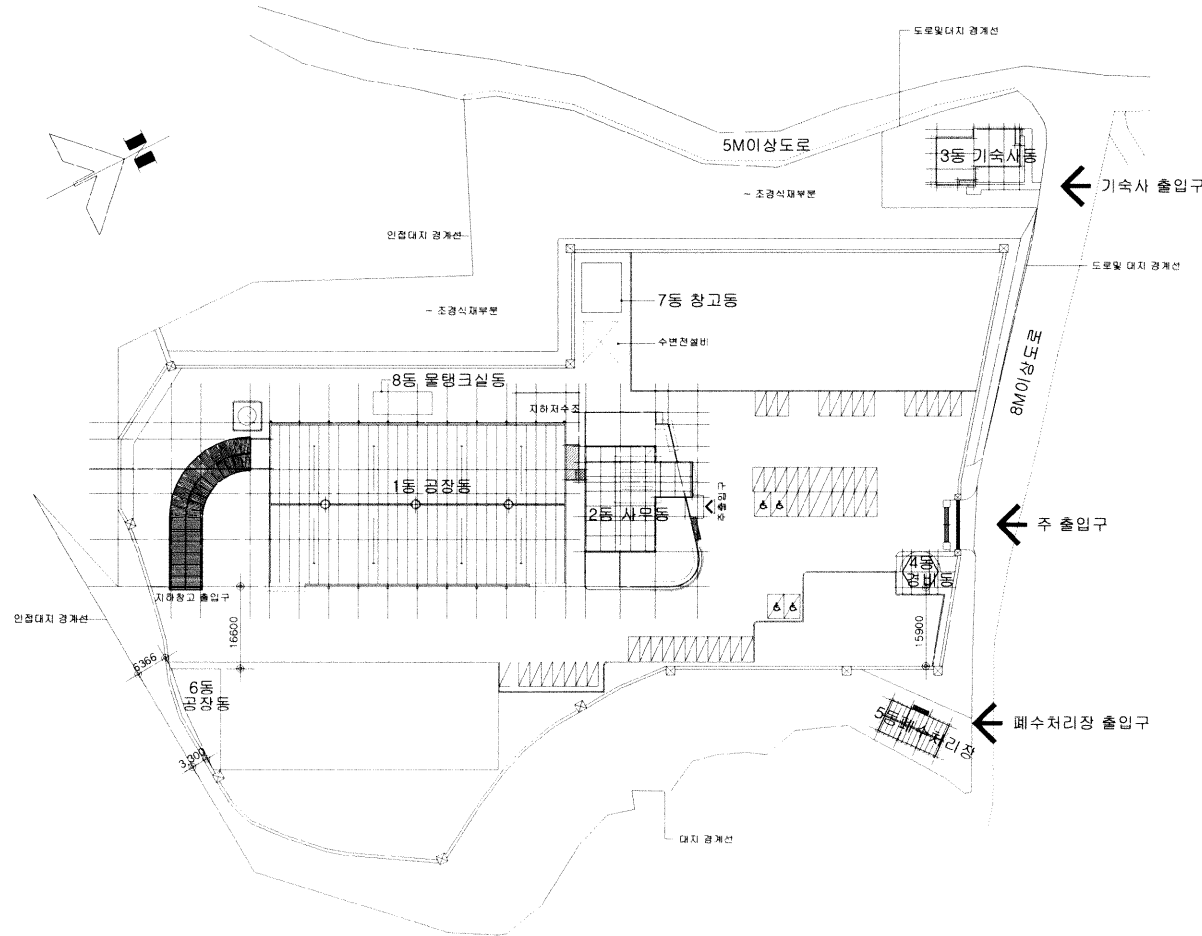 도로및대지 경계선
5M이상도로
3동 기숙사동
기숙사 출입구
~ 조경식재부분
인접대지 경계선
도로및 대지 경계선
7동 창고동
~ 조경식재부분
수변전설비
8M이상도로
8동 물탱크실동
지하저수조
1동 공장동
2동 사무동
주출입구
주 출입구
4동
경비동
지하창고 출입구
인접대지 경계선
16600
15900
6366
6동
공장동
5동폐수처리장
폐수처리장 출입구
3,300
대지 경계선